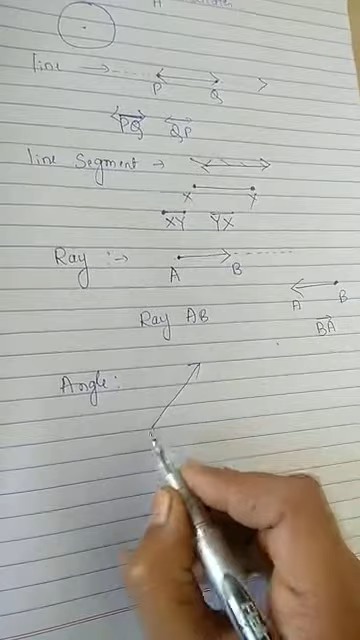 line →
P Q
PQ QP
line Segment →
X Y
XY YX
Ray :→
A B
A B
Ray AB
BA
Angle :